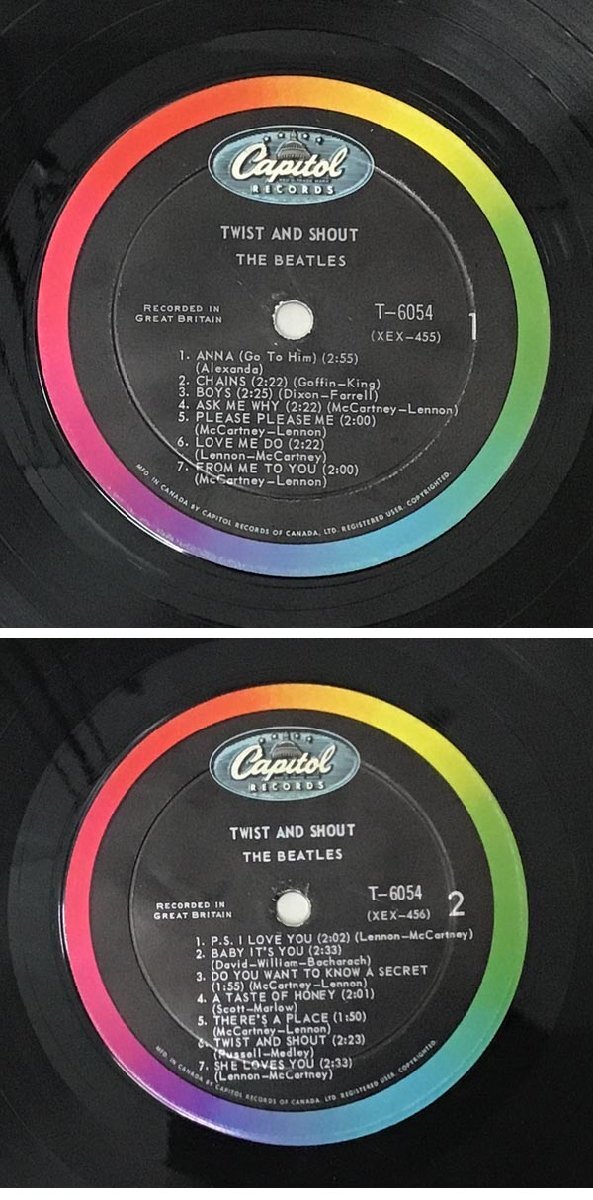 Capitol
RECORDS
TWIST AND SHOUT
THE BEATLES
RECORDED IN
GREAT BRITAIN
T-6054
(XEX-455)
1
1. ANNA (Go To Him) (2:55)
(Alexanda)
2. CHAINS (2:22) (Goffin-King)
3. BOYS (2:25) (Dixon-Farrell)
4. ASK ME WHY (2:22) (McCartney-Lennon)
5. PLEASE PLEASE ME (2:00)
(McCartney-Lennon)
6. LOVE ME DO (2:22)
(Lennon-McCartney)
7. FROM ME TO YOU (2:00)
(McCartney-Lennon)
MFD. IN CANADA BY CAPITOL RECORDS OF CANADA, LTD. REGISTERED USER. COPYRIGHTED.
Capitol
RECORDS
TWIST AND SHOUT
THE BEATLES
RECORDED IN
GREAT BRITAIN
T-6054
(XEX-456)
2
1. P.S. I LOVE YOU (2:02) (Lennon-McCartney)
2. BABY IT'S YOU (2:33)
(David-William-Bacharach)
3. DO YOU WANT TO KNOW A SECRET
(1:55) (McCartney-Lennon)
4. A TASTE OF HONEY (2:01)
(Scott-Marlow)
5. THERE'S A PLACE (1:50)
(McCartney-Lennon)
6. TWIST AND SHOUT (2:23)
(Russell-Medley)
7. SHE LOVES YOU (2:33)
(Lennon-McCartney)
MFD. IN CANADA BY CAPITOL RECORDS OF CANADA, LTD. REGISTERED USER. COPYRIGHTED.